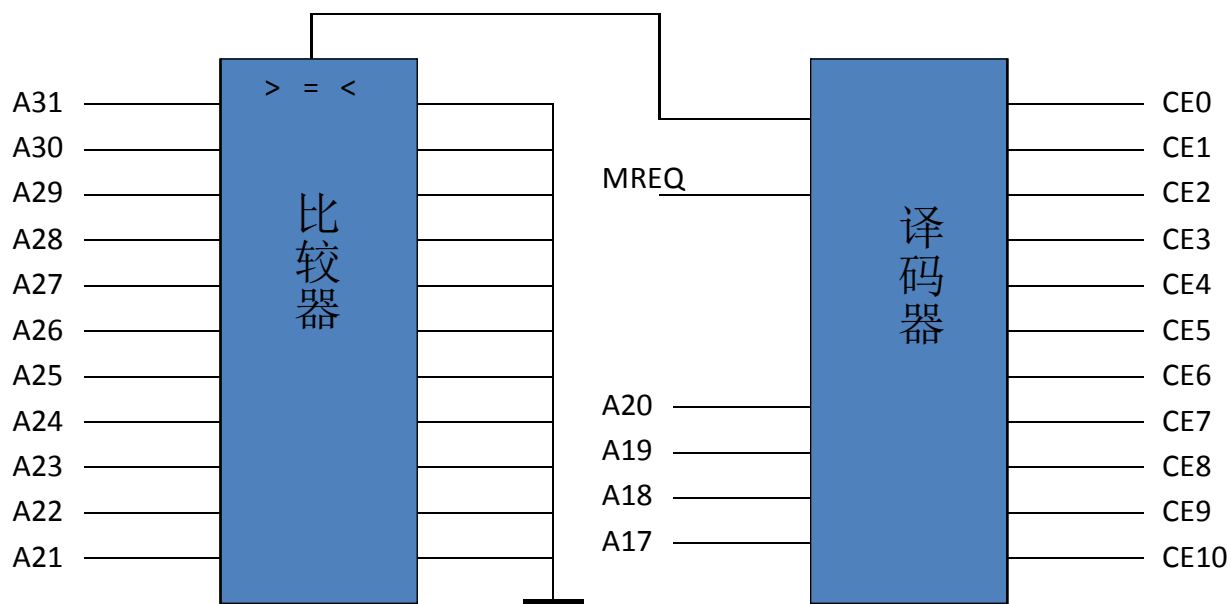 > = <
A31
A30
A29
A28
A27
A26
A25
A24
A23
A22
A21
比较器
MREQ
A20
A19
A18
A17
译码器
CE0
CE1
CE2
CE3
CE4
CE5
CE6
CE7
CE8
CE9
CE10